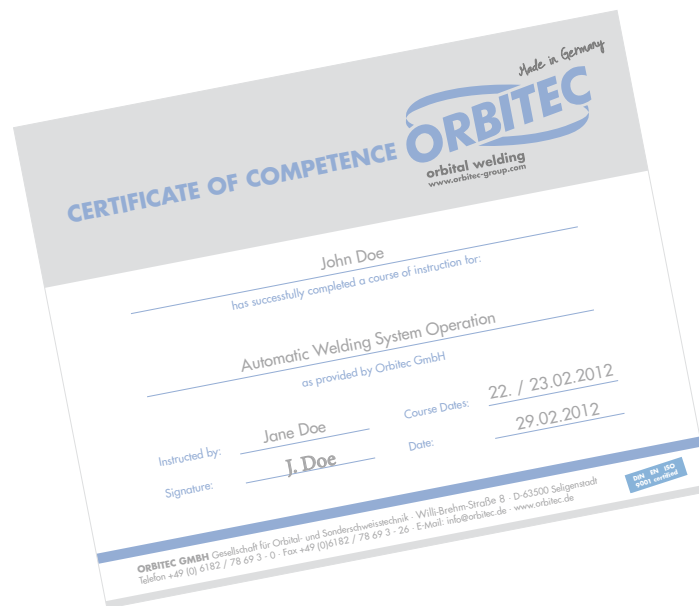 Made in Germany
ORBITEC
orbital welding
www.orbitec-group.com
CERTIFICATE OF COMPETENCE
John Doe
has successfully completed a course of instruction for:
Automatic Welding System Operation
as provided by Orbitec GmbH
Instructed by: Jane Doe Course Dates: 22. / 23.02.2012
Signature: J. Doe Date: 29.02.2012
DIN EN ISO
9001 certified
ORBITEC GMBH Gesellschaft für Orbital- und Sonderschweisstechnik · Willi-Brehm-Straße 8 · D-63500 Seligenstadt
Telefon +49 (0) 6182 / 78 69 3 - 0 · Fax +49 (0)6182 / 78 69 3 - 26 · E-Mail: info@orbitec.de · www.orbitec.de